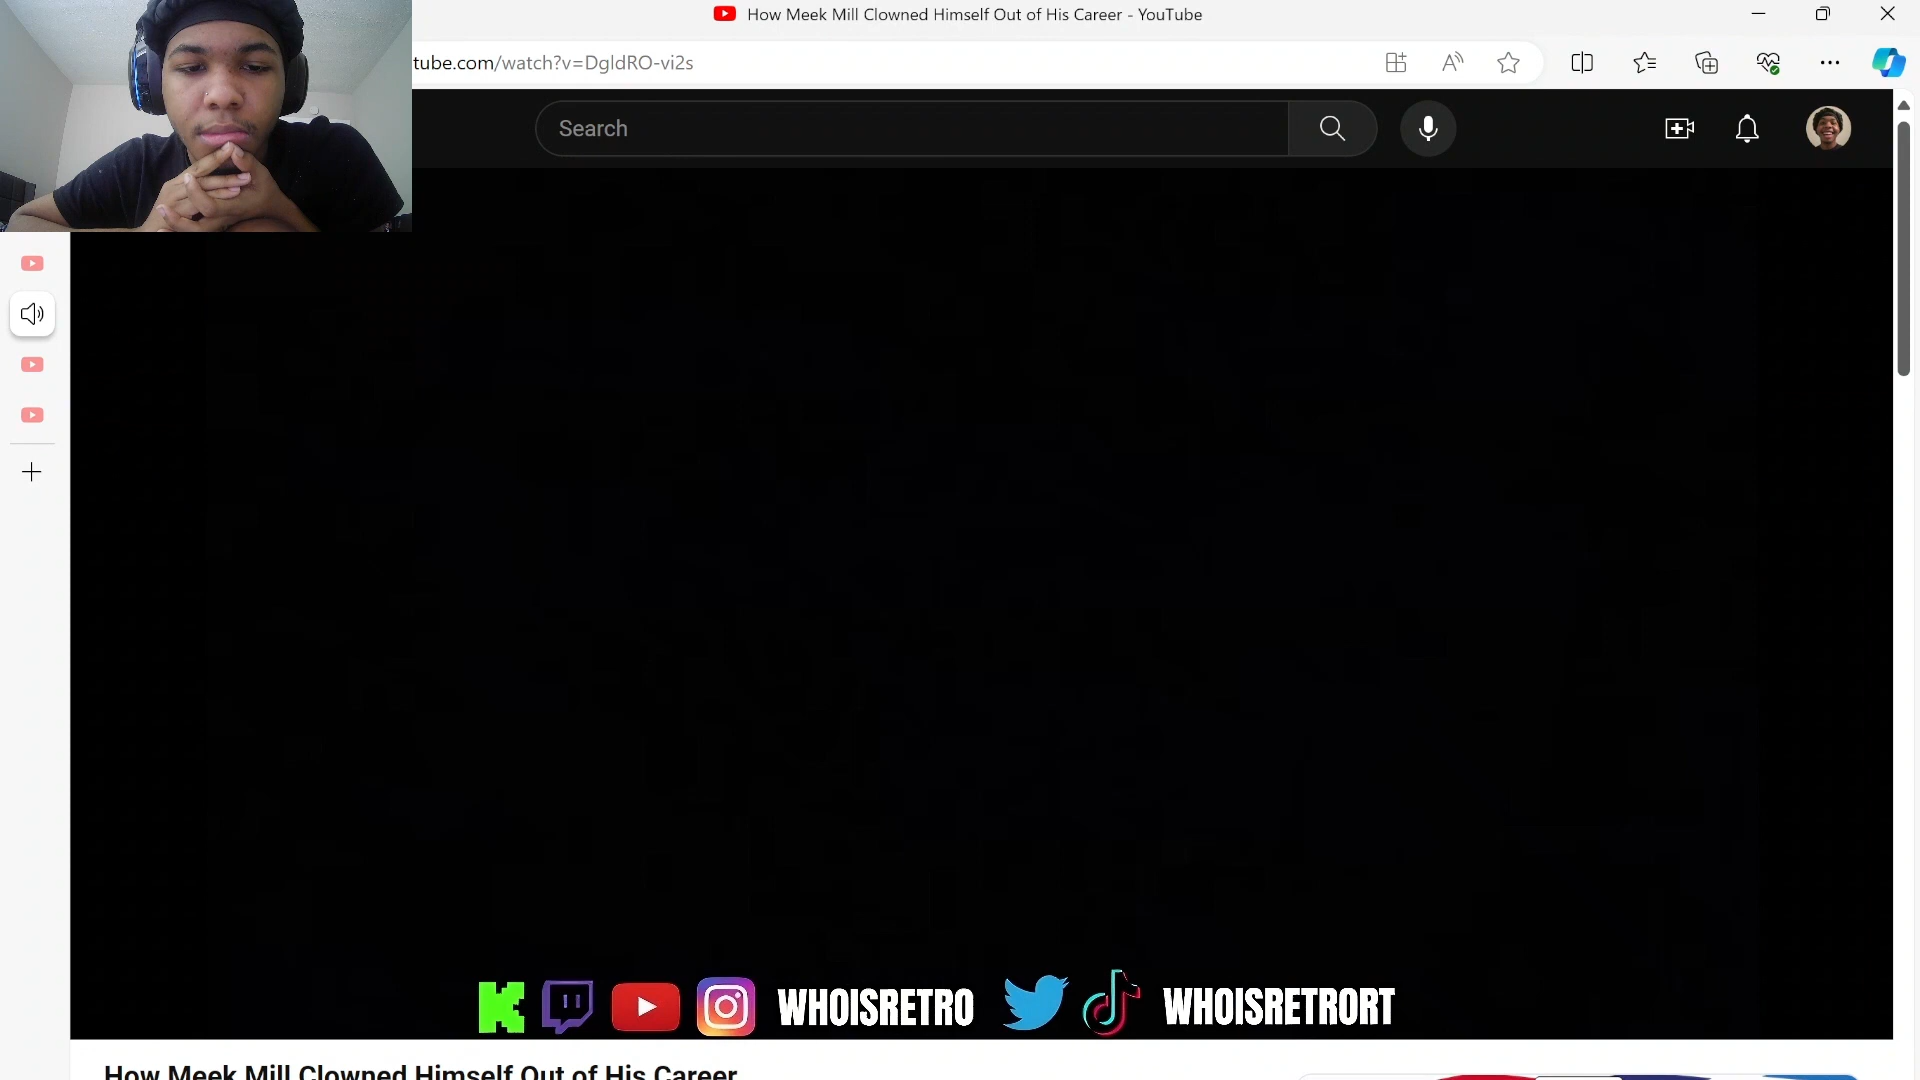 How Meek Mill Clowned Himself Out of His Career - YouTube
tube.com/watch?v=DgldRO-vi2s
Search
WHOISRETRO
WHOISRETRORT
How Meek Mill Clowned Himself Out of His Career